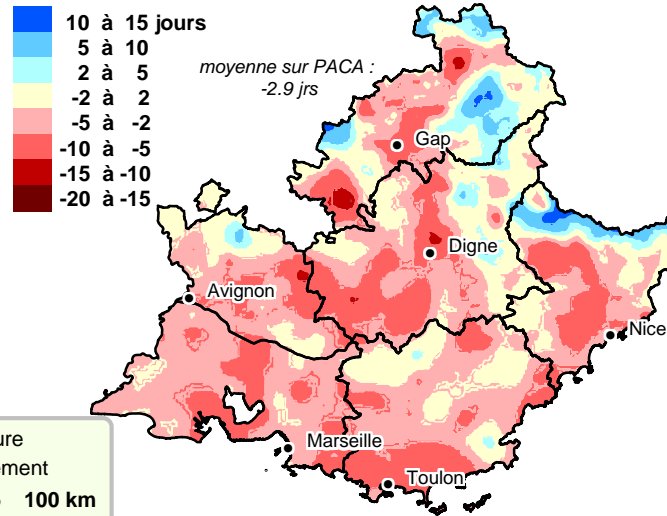 10 à 15 jours
5 à 10
2 à 5
-2 à 2
-5 à -2
-10 à -5
-15 à -10
-20 à -15
moyenne sur PACA :
-2.9 jrs
Gap
Digne
Avignon
Nice
Marseille
Toulon
ure
ement
100 km